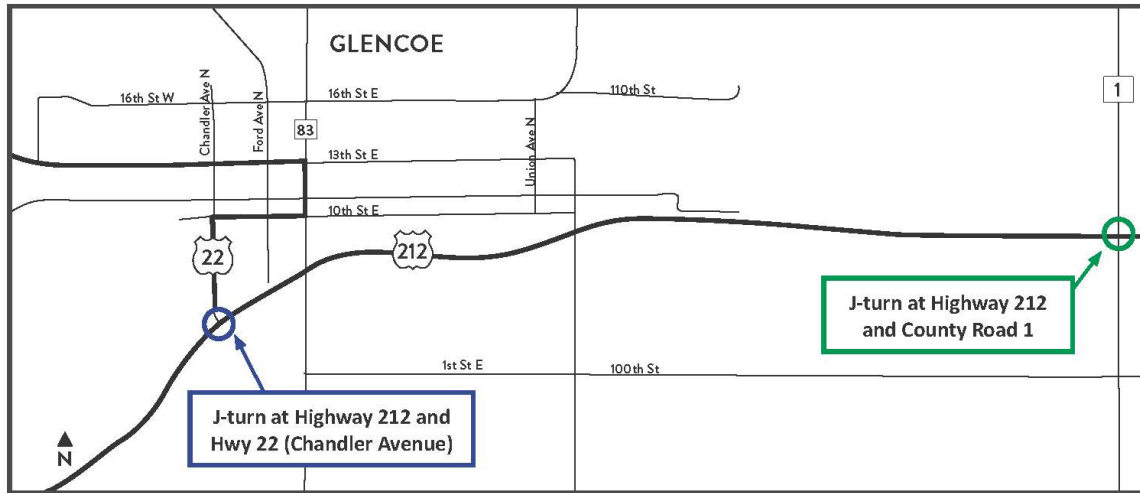 GLENCOE
Chandler Ave N
Ford Ave N
16th St W
16th St E
110th St
1
83
13th St E
Union Ave N
10th St E
22
212
J-turn at Highway 212
and County Road 1
1st St E
100th St
J-turn at Highway 212 and
Hwy 22 (Chandler Avenue)
N